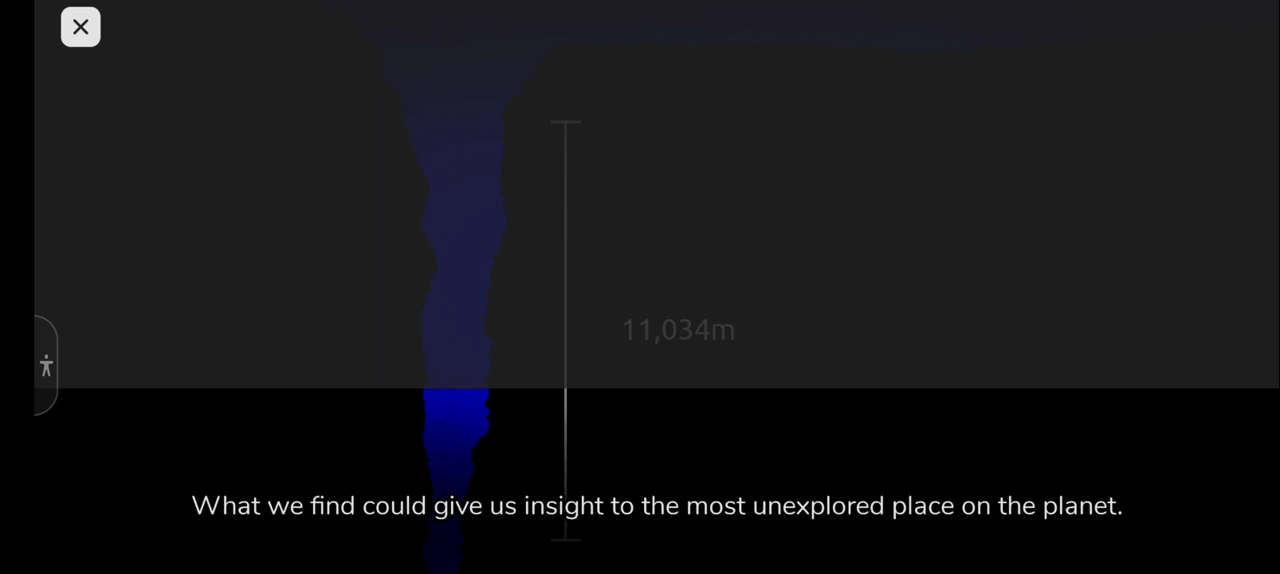 11,034m
What we find could give us insight to the most unexplored place on the planet.